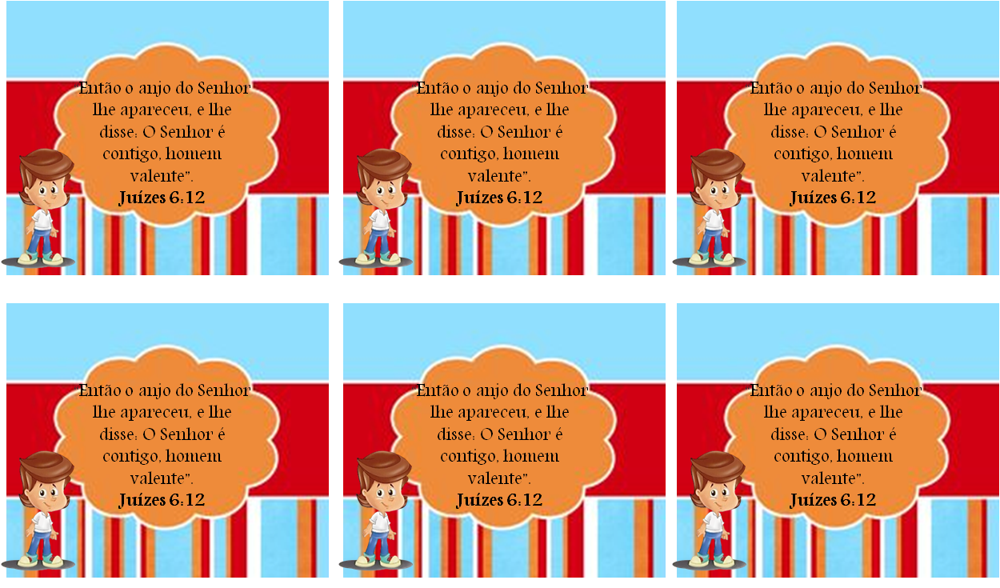 Então o anjo do Senhor
lhe apareceu, e lhe
disse: O Senhor é
contigo, homem
valente”.
Juízes 6:12
Então o anjo do Senhor
lhe apareceu, e lhe
disse: O Senhor é
contigo, homem
valente”.
Juízes 6:12
Então o anjo do Senhor
lhe apareceu, e lhe
disse: O Senhor é
contigo, homem
valente”.
Juízes 6:12
Então o anjo do Senhor
lhe apareceu, e lhe
disse: O Senhor é
contigo, homem
valente”.
Juízes 6:12
Então o anjo do Senhor
lhe apareceu, e lhe
disse: O Senhor é
contigo, homem
valente”.
Juízes 6:12
Então o anjo do Senhor
lhe apareceu, e lhe
disse: O Senhor é
contigo, homem
valente”.
Juízes 6:12